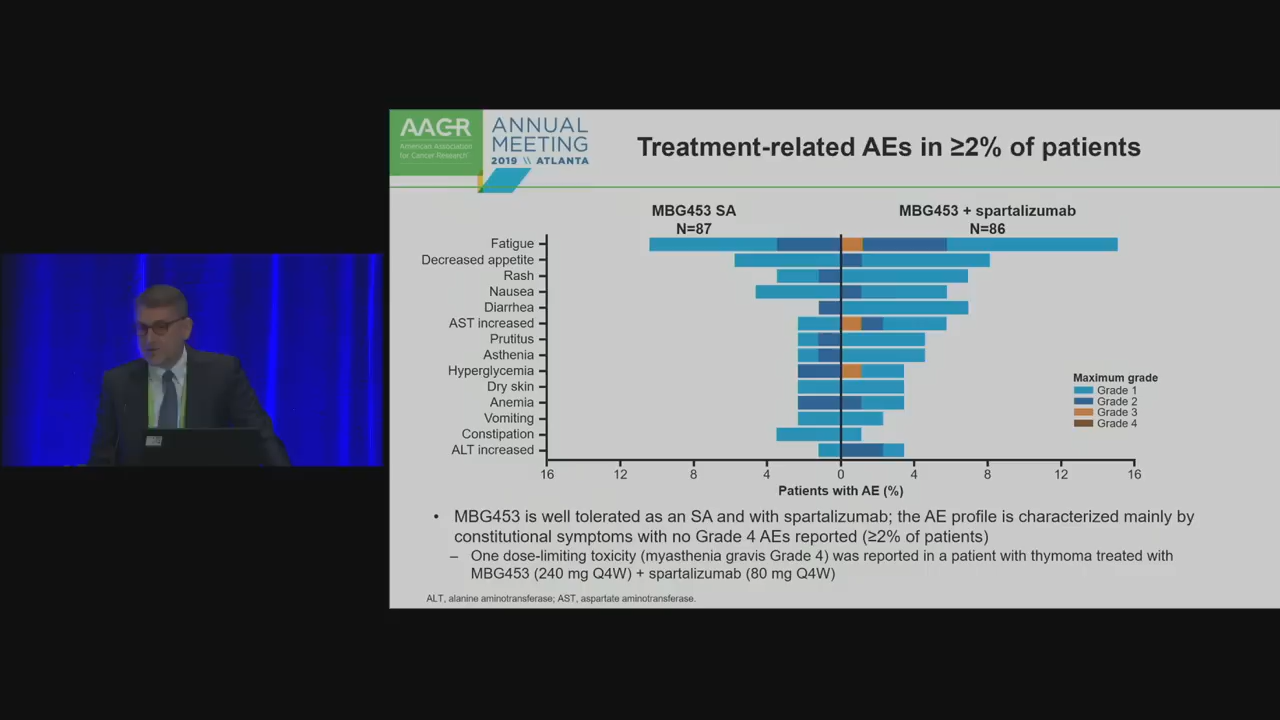 AACR
American Association
for Cancer Research
ANNUAL
MEETING
2019 \\ ATLANTA
Treatment-related AEs in ≥2% of patients
MBG453 SA
N=87
MBG453 + spartalizumab
N=86
Fatigue
Decreased appetite
Rash
Nausea
Diarrhea
AST increased
Prutitus
Asthenia
Hyperglycemia
Dry skin
Anemia
Vomiting
Constipation
ALT increased
Maximum grade
Grade 1
Grade 2
Grade 3
Grade 4
16 12 8 4 0 4 8 12 16
Patients with AE (%)
• MBG453 is well tolerated as an SA and with spartalizumab; the AE profile is characterized mainly by
constitutional symptoms with no Grade 4 AEs reported (≥2% of patients)
– One dose-limiting toxicity (myasthenia gravis Grade 4) was reported in a patient with thymoma treated with
MBG453 (240 mg Q4W) + spartalizumab (80 mg Q4W)
ALT, alanine aminotransferase; AST, aspartate aminotransferase.